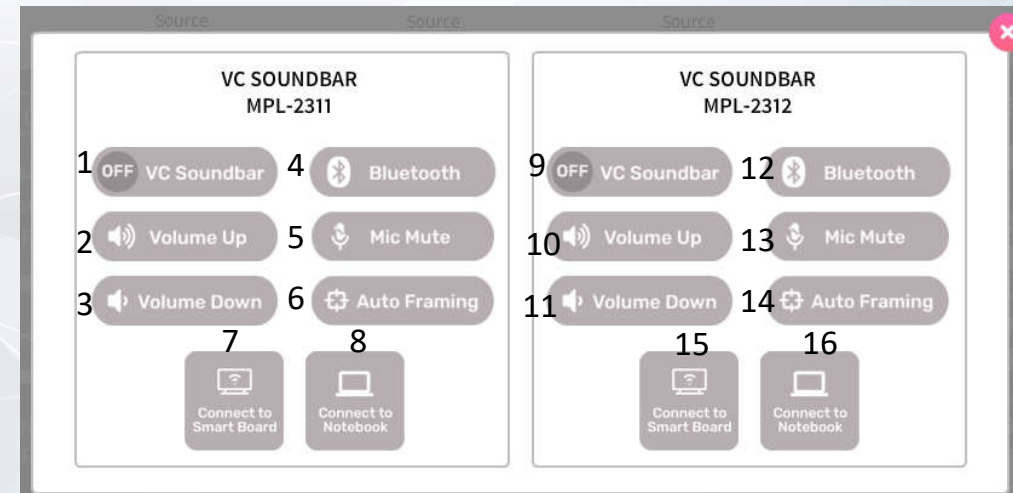 Source Source Source
VC SOUNDBAR
MPL-2311
1 OFF VC Soundbar 4 Bluetooth
2 Volume Up 5 Mic Mute
3 Volume Down 6 Auto Framing
7 8
Connect to
Smart Board
Connect to
Notebook
VC SOUNDBAR
MPL-2312
9 OFF VC Soundbar 12 Bluetooth
10 Volume Up 13 Mic Mute
11 Volume Down 14 Auto Framing
15 16
Connect to
Smart Board
Connect to
Notebook